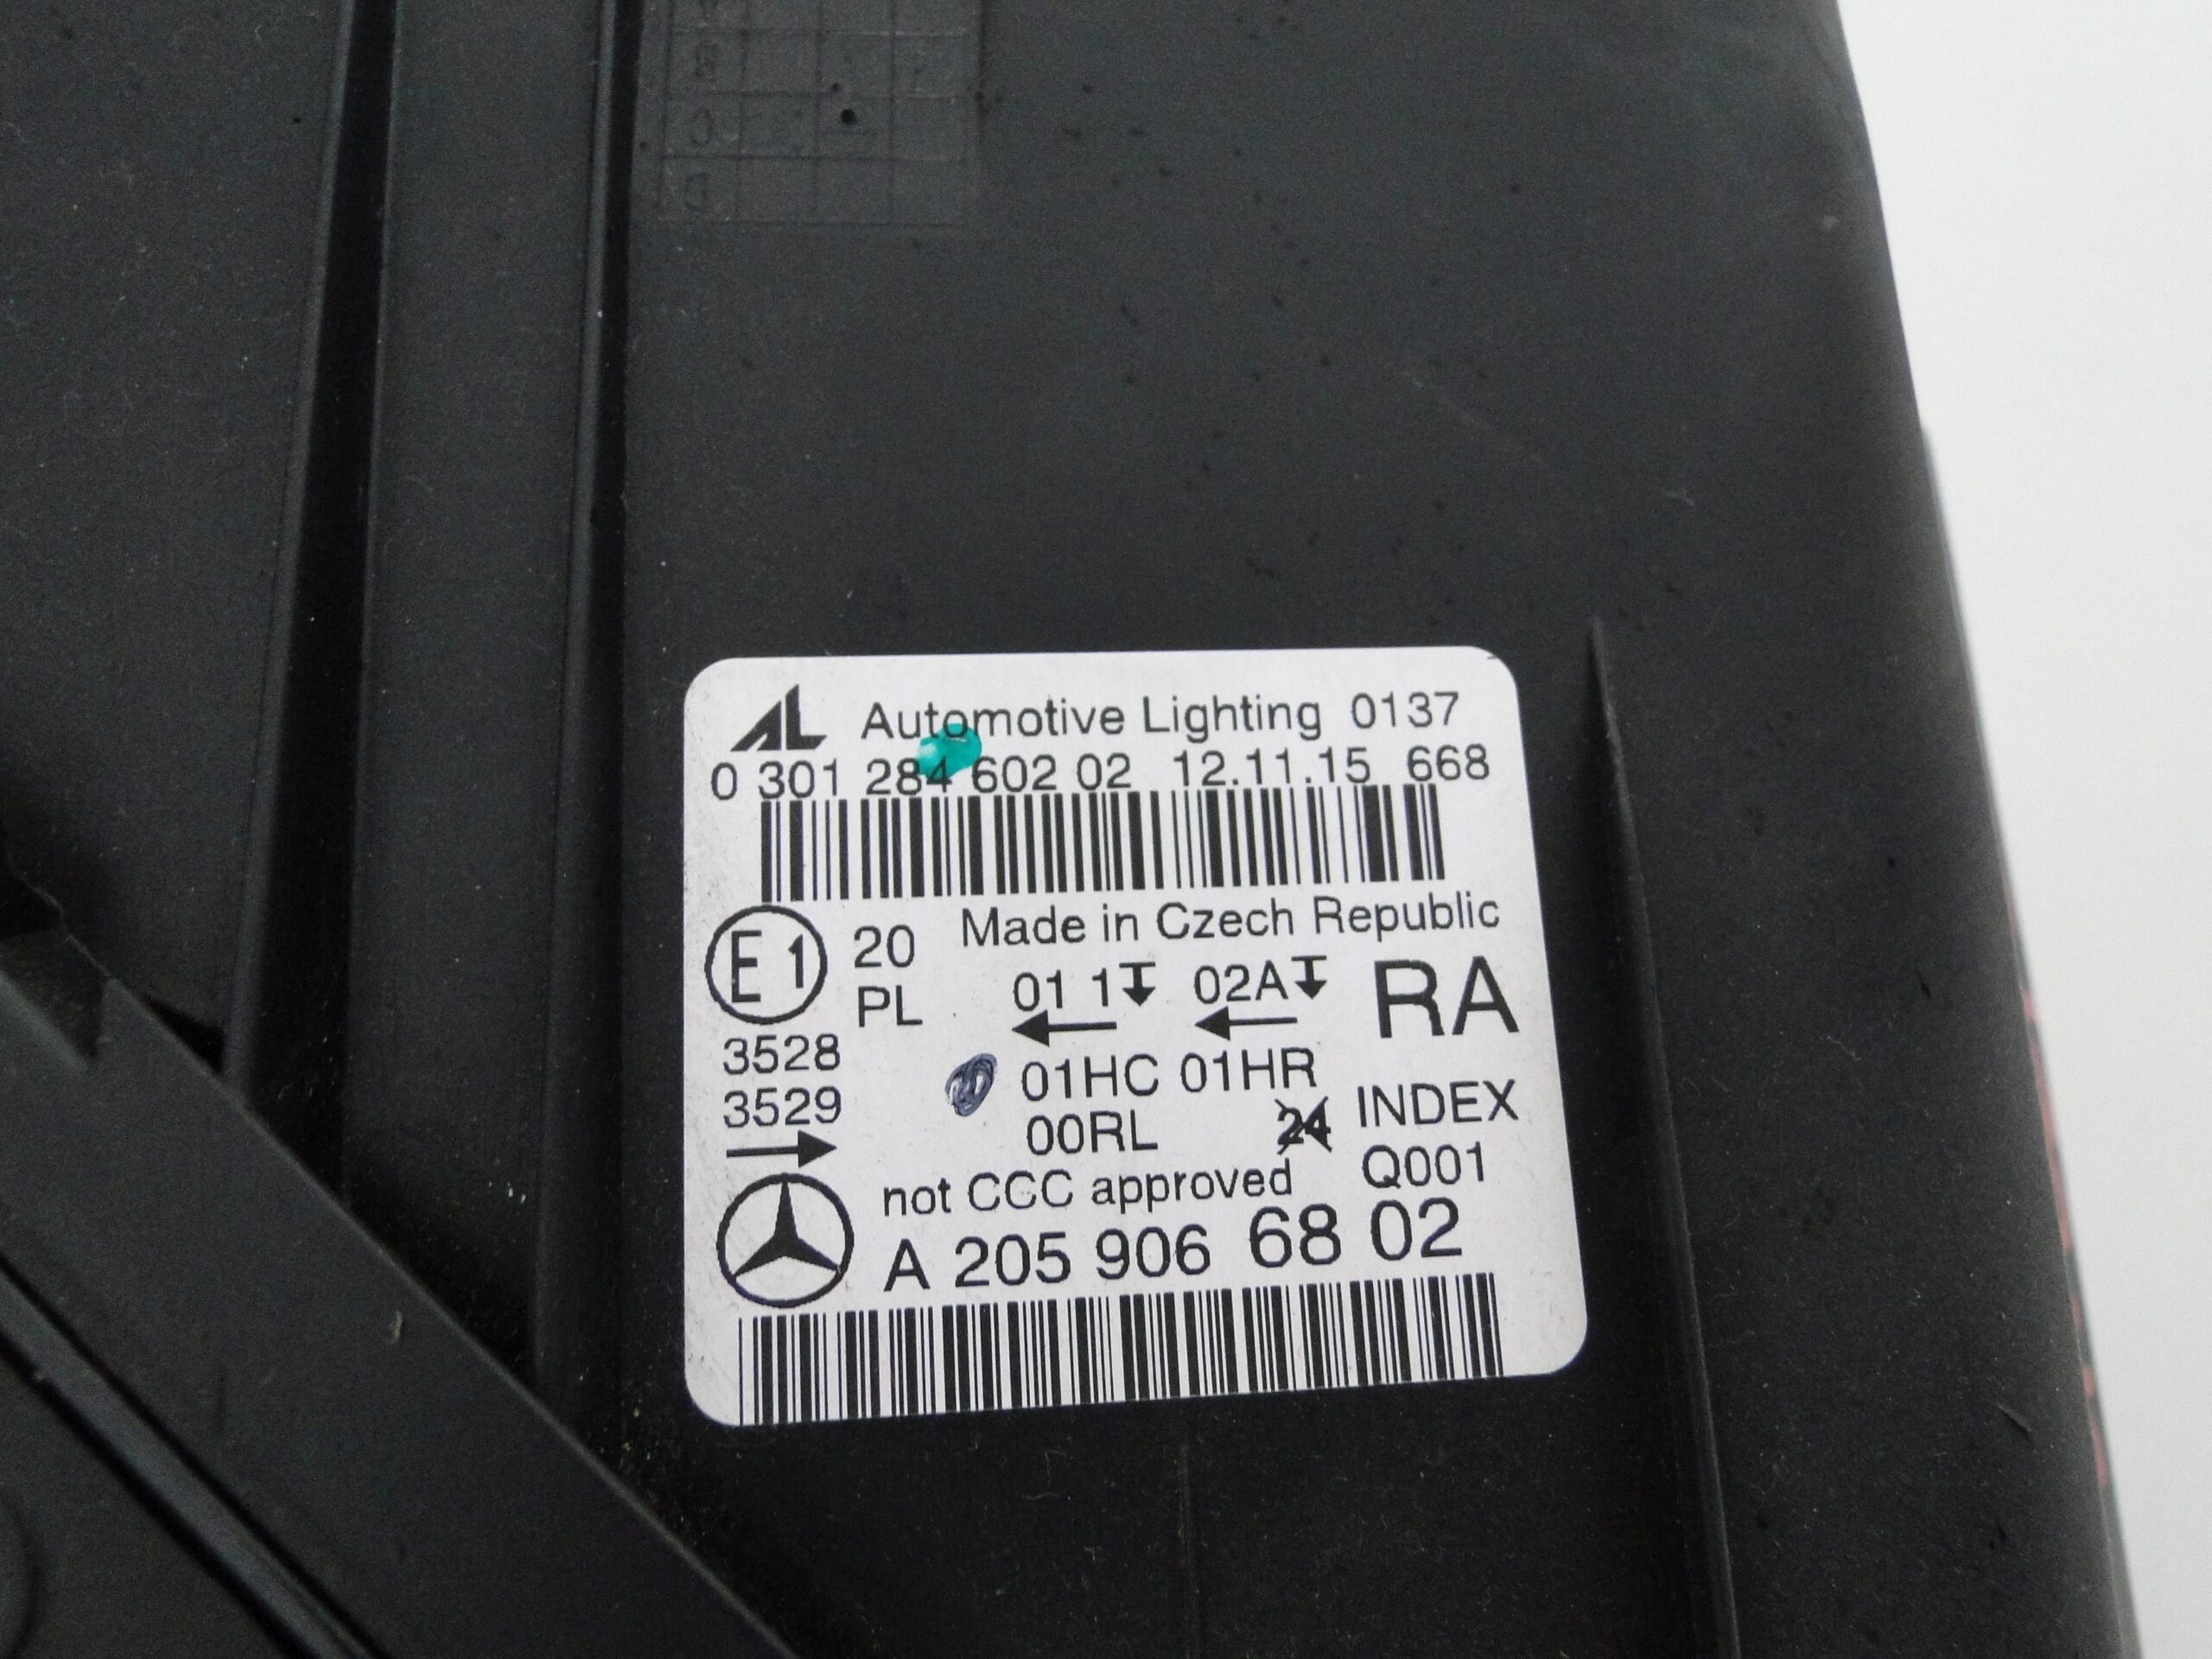 B
C
D
AL Automotive Lighting 0137
0 301 284 602 02 12.11.15 668
Made in Czech Republic
E1 20 PL
01 1 02A RA
3528
3529
01HC 01HR
00RL 24 INDEX
not CCC approved Q001
A 205 906 68 02